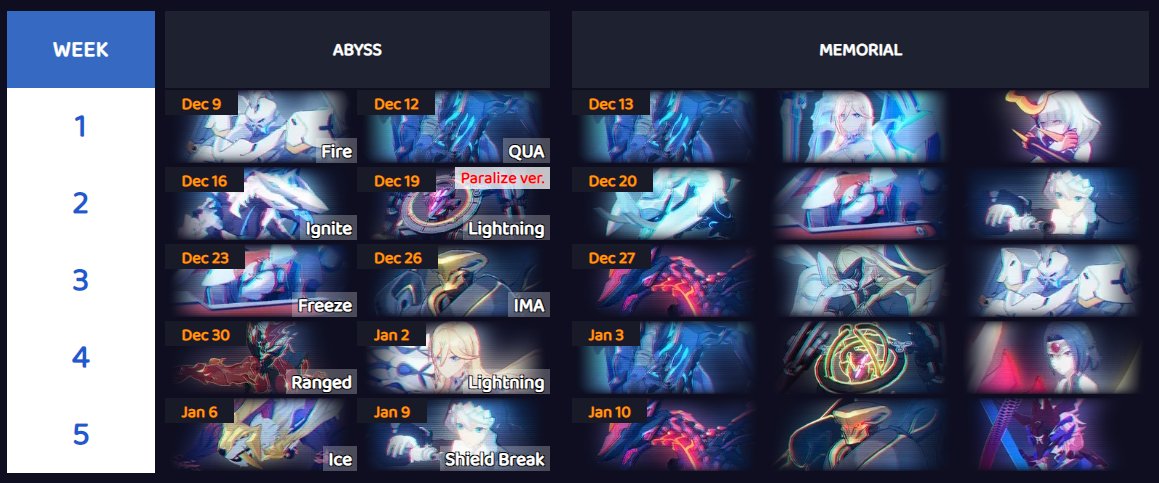 WEEK
ABYSS
MEMORIAL
1
Dec 9
Fire
Dec 12
QUA
Dec 13
2
Dec 16
Ignite
Dec 19
Paralize ver.
Lightning
Dec 20
3
Dec 23
Freeze
Dec 26
IMA
Dec 27
4
Dec 30
Ranged
Jan 2
Lightning
Jan 3
5
Jan 6
Ice
Jan 9
Shield Break
Jan 10